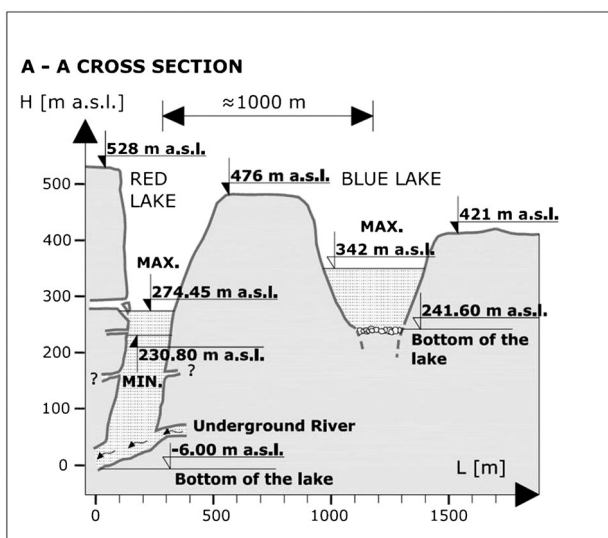 A - A CROSS SECTION
H [m a.s.l.]
≈1000 m
528 m a.s.l.
RED
LAKE
476 m a.s.l.
BLUE LAKE
421 m a.s.l.
MAX.
342 m a.s.l.
MAX.
274.45 m a.s.l.
241.60 m a.s.l.
Bottom of the
lake
230.80 m a.s.l.
MIN.
?
?
Underground River
-6.00 m a.s.l.
Bottom of the lake
L [m]
500
400
300
200
100
0
0
500
1000
1500